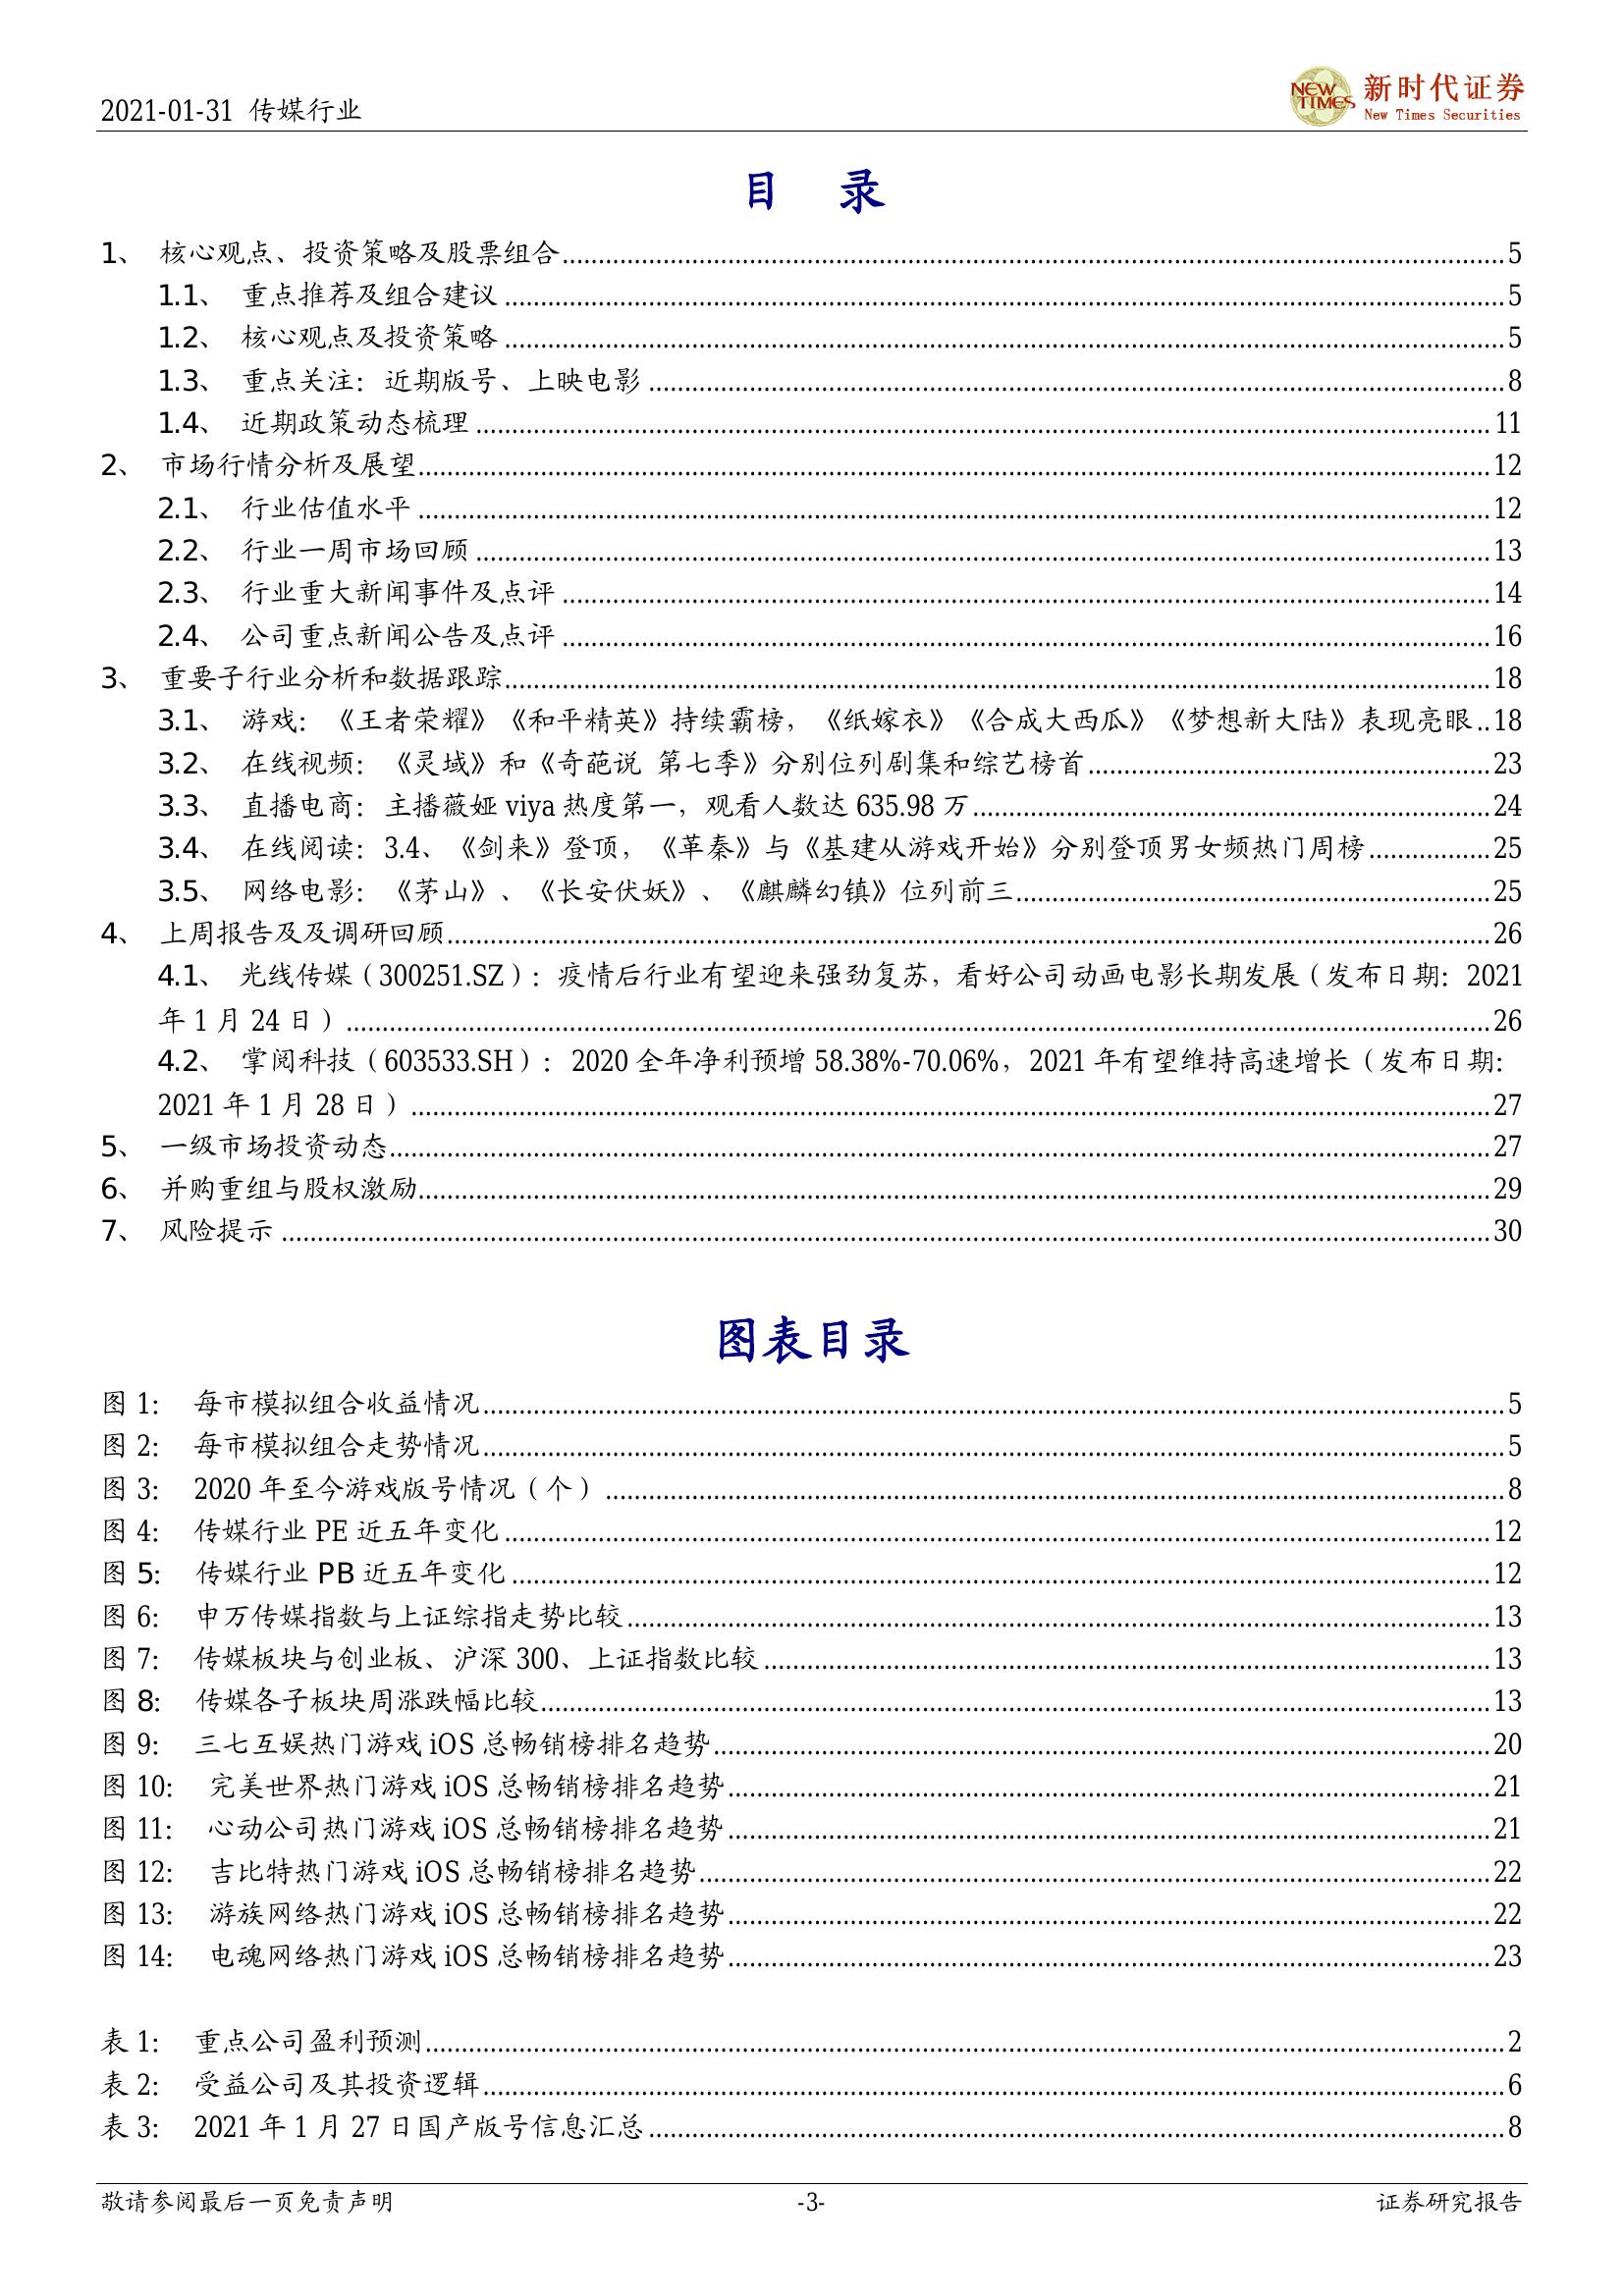 2021-01-31 传媒行业
NEW TIMES
新时代证券
New Times Securities
目 录
1、 核心观点、投资策略及股票组合....................5
1.1、 重点推荐及组合建议....................5
1.2、 核心观点及投资策略....................5
1.3、 重点关注：近期版号、上映电影....................8
1.4、 近期政策动态梳理....................11
2、 市场行情分析及展望....................12
2.1、 行业估值水平....................12
2.2、 行业一周市场回顾....................13
2.3、 行业重大新闻事件及点评....................14
2.4、 公司重点新闻公告及点评....................16
3、 重要子行业分析和数据跟踪....................18
3.1、 游戏：《王者荣耀》《和平精英》持续霸榜，《纸嫁衣》《合成大西瓜》《梦想新大陆》表现亮眼..18
3.2、 在线视频：《灵域》和《奇葩说 第七季》分别位列剧集和综艺榜首....................23
3.3、 直播电商：主播薇娅 viya 热度第一，观看人数达 635.98 万....................24
3.4、 在线阅读：3.4、《剑来》登顶，《革秦》与《基建从游戏开始》分别登顶男女频热门周榜....................25
3.5、 网络电影：《茅山》、《长安伏妖》、《麒麟幻镇》位列前三....................25
4、 上周报告及及调研回顾....................26
4.1、 光线传媒（300251.SZ）：疫情后行业有望迎来强劲复苏，看好公司动画电影长期发展（发布日期：2021
年 1 月 24 日）....................26
4.2、 掌阅科技（603533.SH）：2020 全年净利预增 58.38%-70.06%，2021 年有望维持高速增长（发布日期：
2021 年 1 月 28 日）....................27
5、 一级市场投资动态....................27
6、 并购重组与股权激励....................29
7、 风险提示....................30
图表目录
图 1： 每市模拟组合收益情况....................5
图 2： 每市模拟组合走势情况....................5
图 3： 2020 年至今游戏版号情况（个）....................8
图 4： 传媒行业 PE 近五年变化....................12
图 5： 传媒行业 PB 近五年变化....................12
图 6： 申万传媒指数与上证综指走势比较....................13
图 7： 传媒板块与创业板、沪深 300、上证指数比较....................13
图 8： 传媒各子板块周涨跌幅比较....................13
图 9： 三七互娱热门游戏 iOS 总畅销榜排名趋势....................20
图 10： 完美世界热门游戏 iOS 总畅销榜排名趋势....................21
图 11： 心动公司热门游戏 iOS 总畅销榜排名趋势....................21
图 12： 吉比特热门游戏 iOS 总畅销榜排名趋势....................22
图 13： 游族网络热门游戏 iOS 总畅销榜排名趋势....................22
图 14： 电魂网络热门游戏 iOS 总畅销榜排名趋势....................23
表 1： 重点公司盈利预测....................2
表 2： 受益公司及其投资逻辑....................6
表 3： 2021 年 1 月 27 日国产版号信息汇总....................8
敬请参阅最后一页免责声明 -3- 证券研究报告